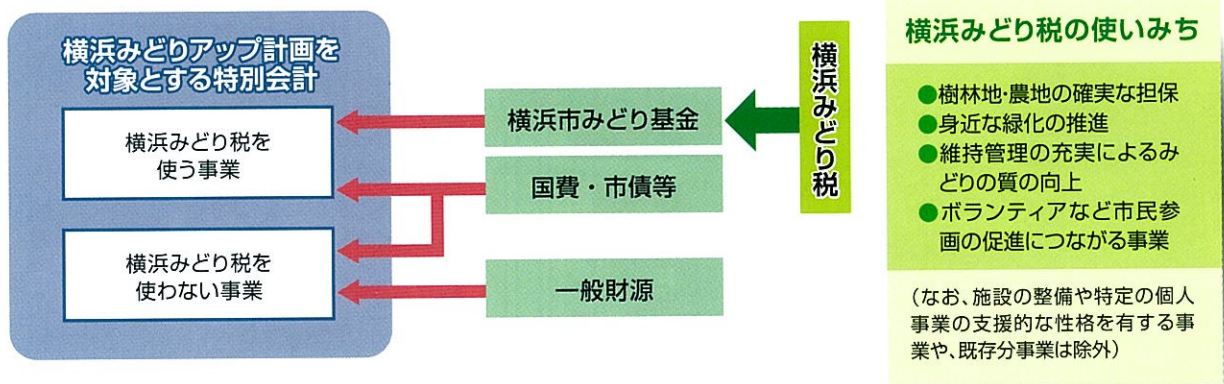 横浜みどりアップ計画を
対象とする特別会計
横浜みどり税を
使う事業
横浜みどり税を
使わない事業
横浜市みどり基金
国費・市債等
一般財源
横浜みどり税
横浜みどり税の使いみち
●樹林地・農地の確実な担保
●身近な緑化の推進
●維持管理の充実によるみ
どりの質の向上
●ボランティアなど市民参
画の促進につながる事業
(なお、施設の整備や特定の個人
事業の支援的な性格を有する事
業や、既存分事業は除外)